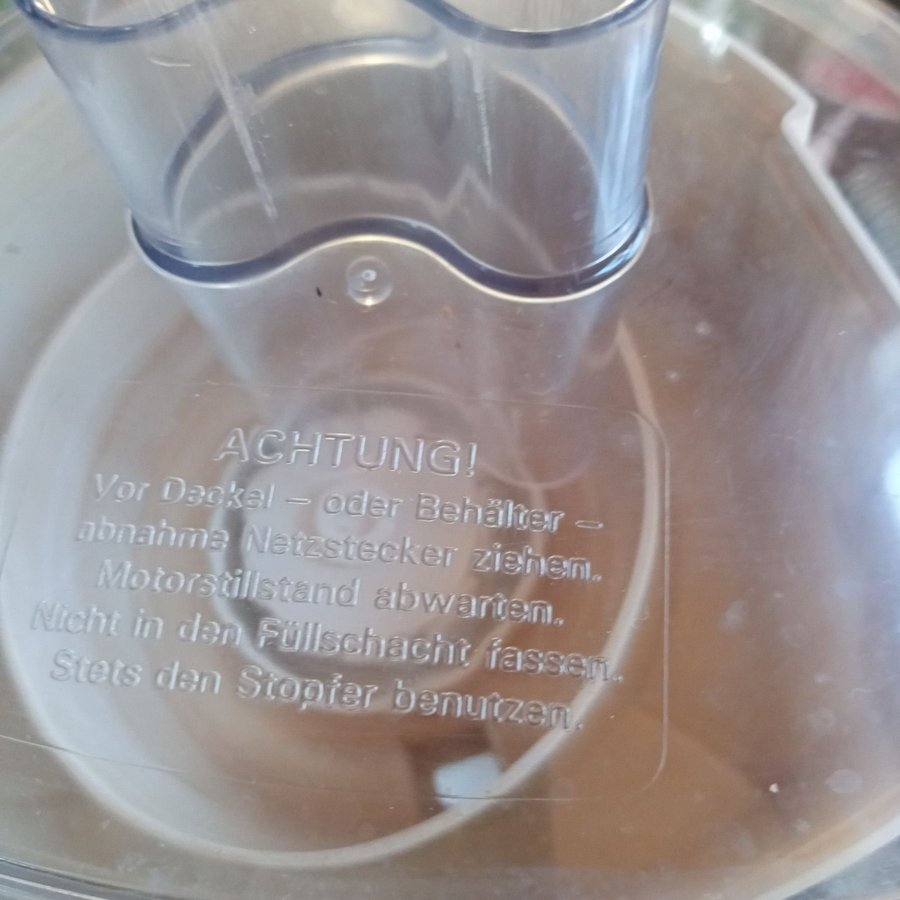 ACHTUNG!
Vor Deckel – oder Behälter –
abnahme Netzstecker ziehen.
Motorstillstand abwarten.
Nicht in den Füllschacht fassen.
Stets den Stopfer benutzen.